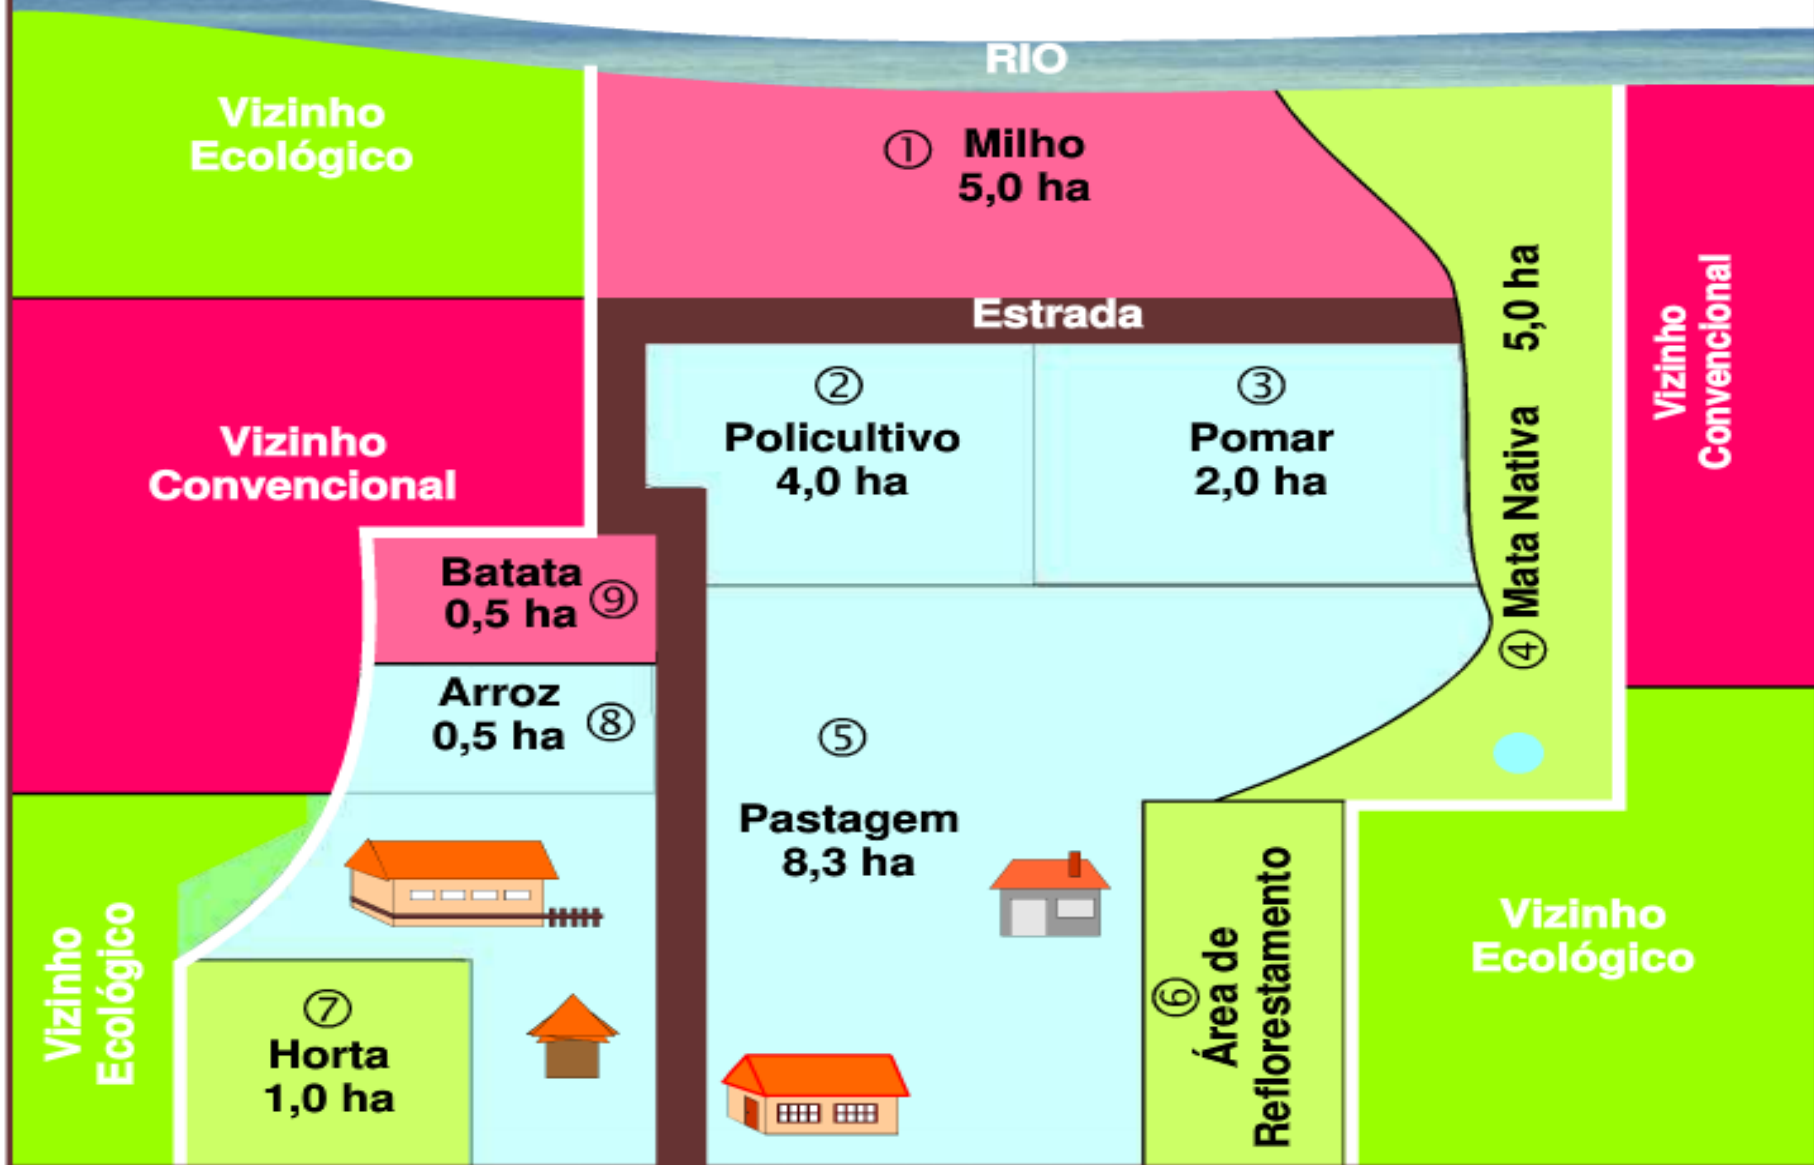 RIO
Vizinho
Ecológico
① Milho
5,0 ha
Estrada
Vizinho
Convencional
②
Policultivo
4,0 ha
③
Pomar
2,0 ha
④ Mata Nativa 5,0 ha
Vizinho
Convencional
Batata
0,5 ha ⑨
Arroz
0,5 ha ⑧
⑤
Pastagem
8,3 ha
Vizinho
Ecológico
⑦
Horta
1,0 ha
⑥
Área de
Reflorestamento
Vizinho
Ecológico